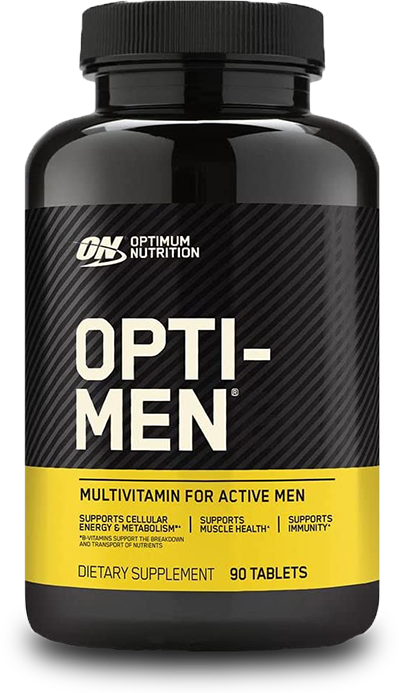 ON OPTIMUM
NUTRITION
OPTI-
MEN®
MULTIVITAMIN FOR ACTIVE MEN
SUPPORTS CELLULAR
ENERGY & METABOLISM**
SUPPORTS
MUSCLE HEALTH*
SUPPORTS
IMMUNITY*
*B-VITAMINS SUPPORT THE BREAKDOWN
AND TRANSPORT OF NUTRIENTS
DIETARY SUPPLEMENT 90 TABLETS